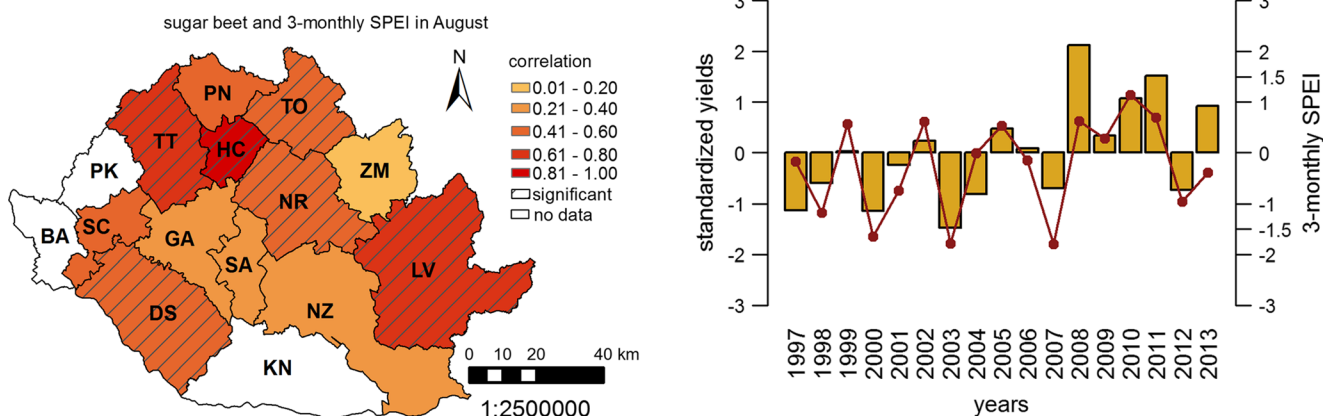 sugar beet and 3-monthly SPEI in August
N
correlation
0.01 - 0.20
0.21 - 0.40
0.41 - 0.60
0.61 - 0.80
0.81 - 1.00
significant
no data
PN
TO
TT
HC
ZM
PK
NR
SC
BA
GA
SA
LV
DS
NZ
KN
0 10 20 40 km
1:2500000
standardized yields
3
2
1
0
-1
-2
-3
3
2
1.5
1
0
-1
-1.5
-2
-3
3-monthly SPEI
1997
1998
1999
2000
2001
2002
2003
2004
2005
2006
2007
2008
2009
2010
2011
2012
2013
years